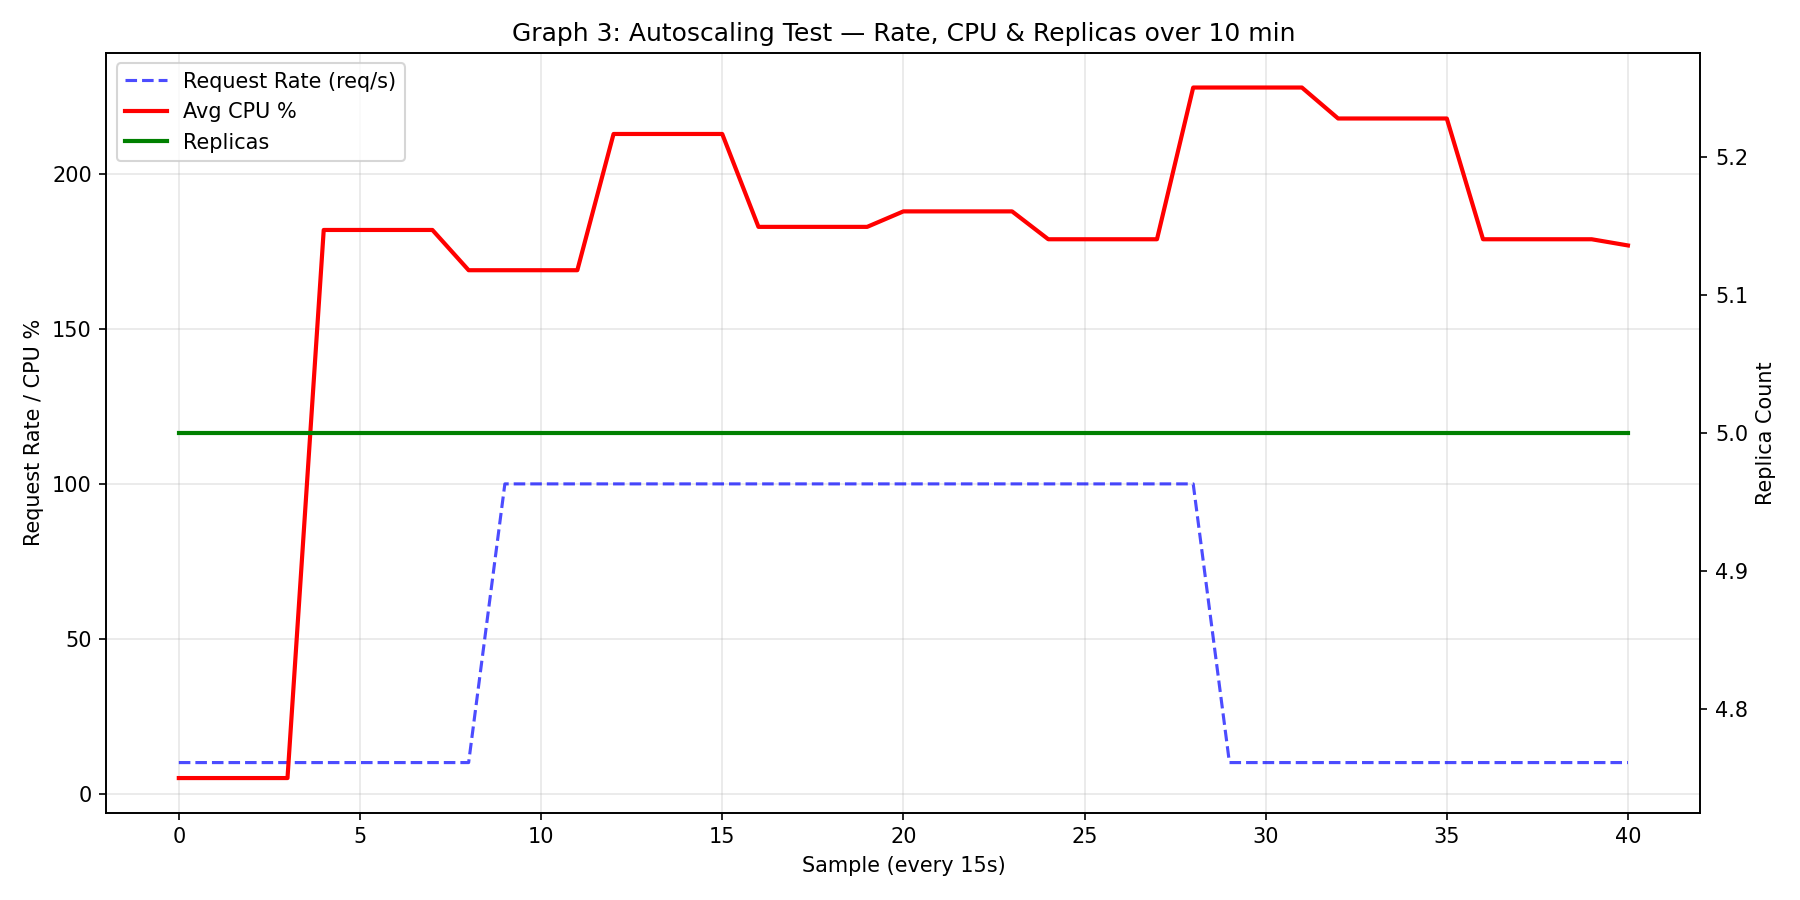 Graph 3: Autoscaling Test — Rate, CPU & Replicas over 10 min
Request Rate (req/s)
Avg CPU %
Replicas
Request Rate / CPU %
200
150
100
50
0
5.2
5.1
5.0
4.9
4.8
Replica Count
0 5 10 15 20 25 30 35 40
Sample (every 15s)